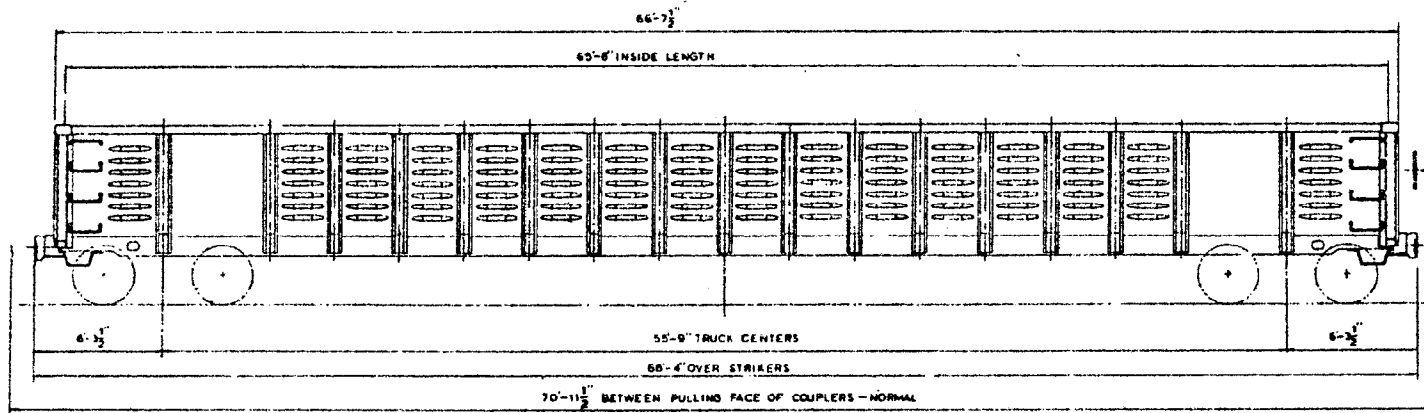 66'-7½"
65'-6" INSIDE LENGTH
6'-3½" 55'-9" TRUCK CENTERS 6'-3½"
68'-4" OVER STRIKERS
70'-11½" BETWEEN PULLING FACE OF COUPLERS - NORMAL